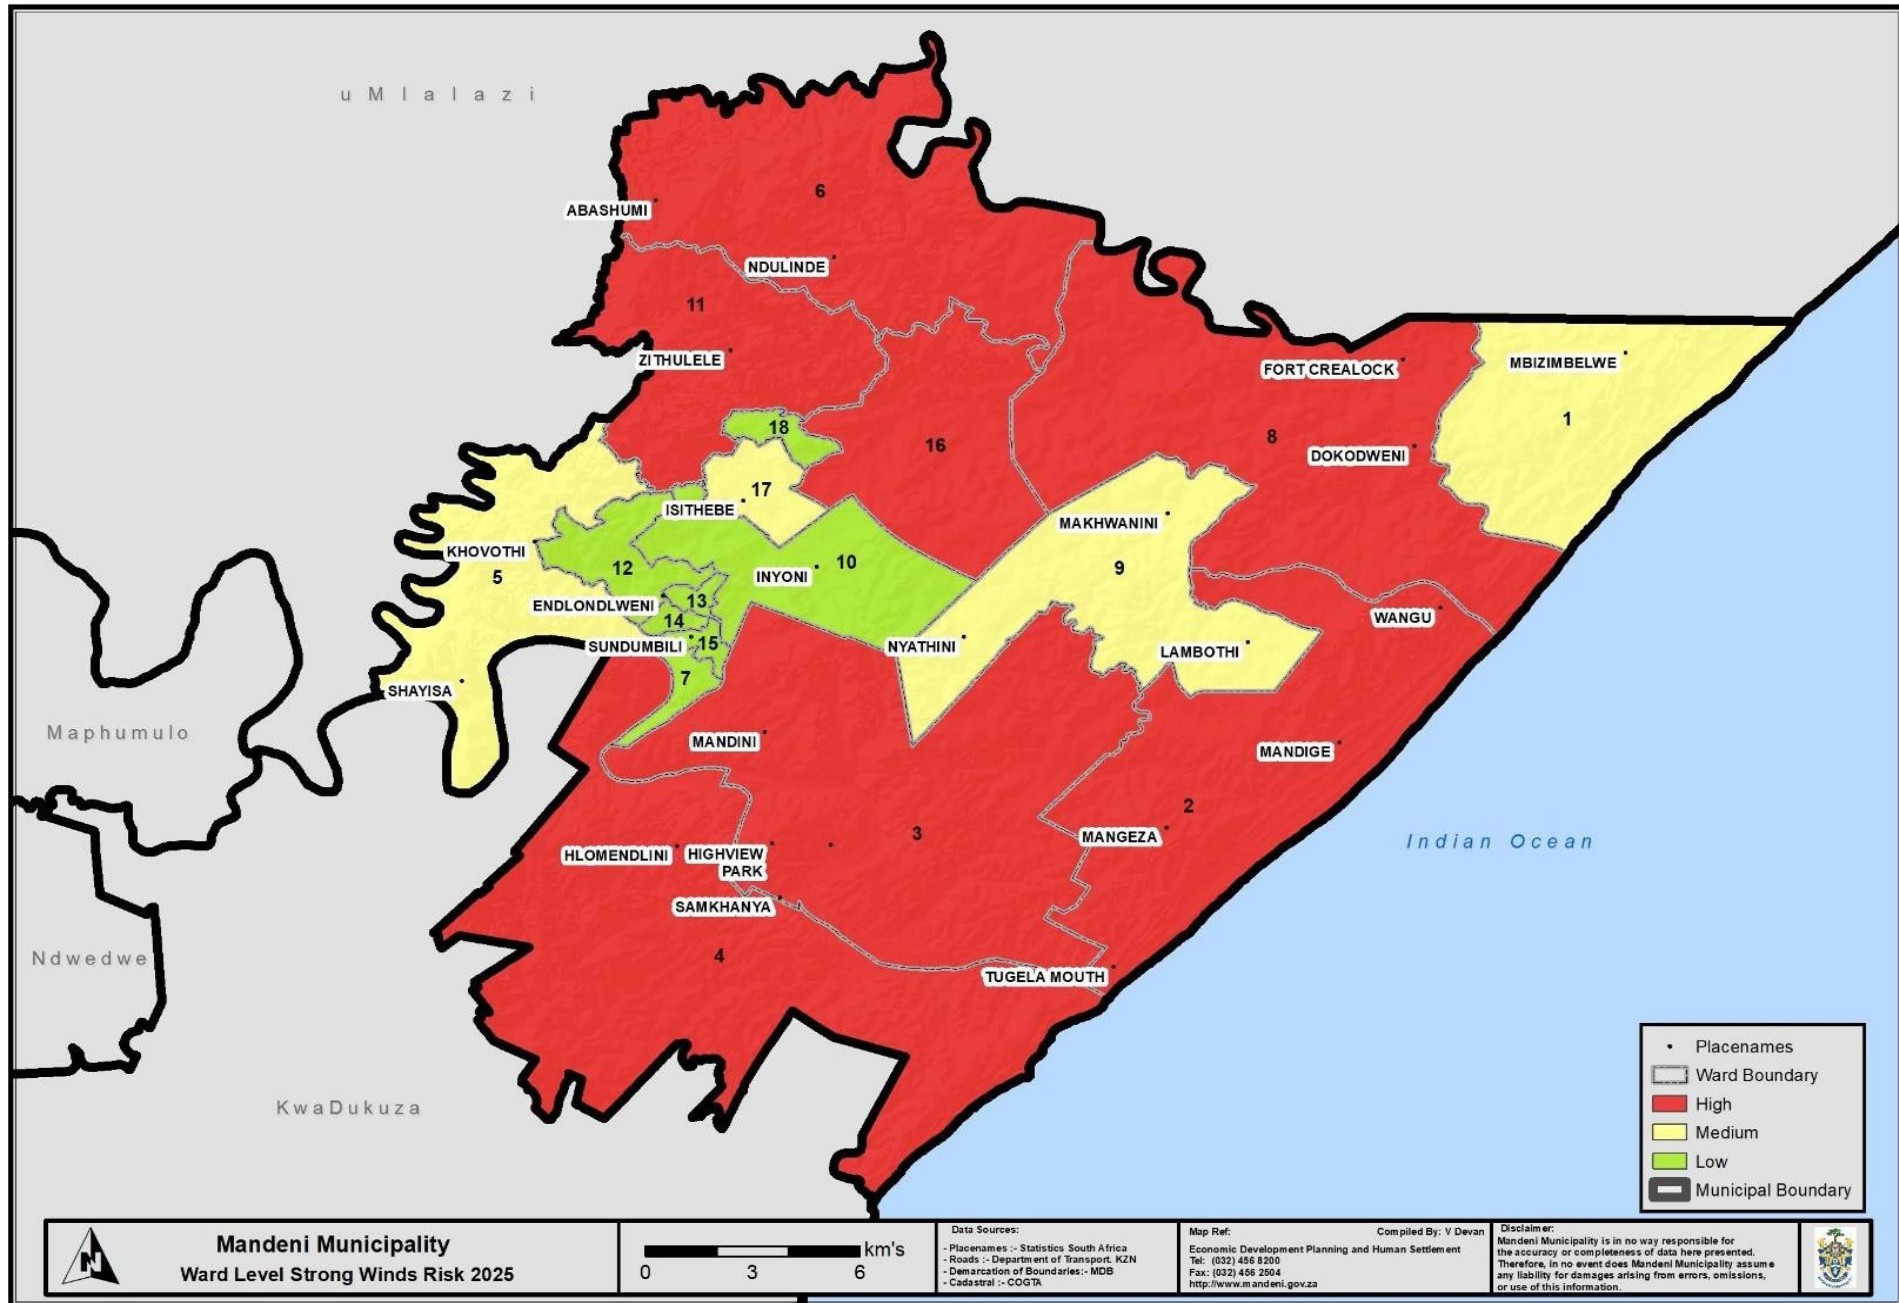 u Mlalazi
6
ABASHUMI
NDULINDE
11
ZITHULELE
FORT CREALOCK
MBIZIMBELWE
1
18
16
8
DOKODWENI
17
ISITHEBE
MAKHWANINI
KHOVOTHI
5
12
INYONI
10
9
ENDLONDLWENI
13
14
WANGU
SUNDUMBILI
15
NYATHINI
LAMBOTHI
7
SHAYISA
Maphumulo
MANDINI
MANDIGE
2
3
MANGEZA
Indian Ocean
HLOMENDLINI
HIGHVIEW
PARK
SAMKHANYA
4
Ndwedwe
TUGELA MOUTH
KwaDukuza
Placenames
Ward Boundary
High
Medium
Low
Municipal Boundary
N
Mandeni Municipality
Ward Level Strong Winds Risk 2025
km's
0 3 6
Data Sources:
- Placenames :- Statistics South Africa
- Roads :- Department of Transport. KZN
- Demarcation of Boundaries:- MDB
- Cadastral :- COGTA
Map Ref: Compiled By: V Devan
Economic Development Planning and Human Settlement
Tel: (032) 456 8200
Fax: (032) 456 2504
http://www.mandeni.gov.za
Disclaimer:
Mandeni Municipality is in no way responsible for
the accuracy or completeness of data here presented.
Therefore, in no event does Mandeni Municipality assume
any liability for damages arising from errors, omissions,
or use of this information.